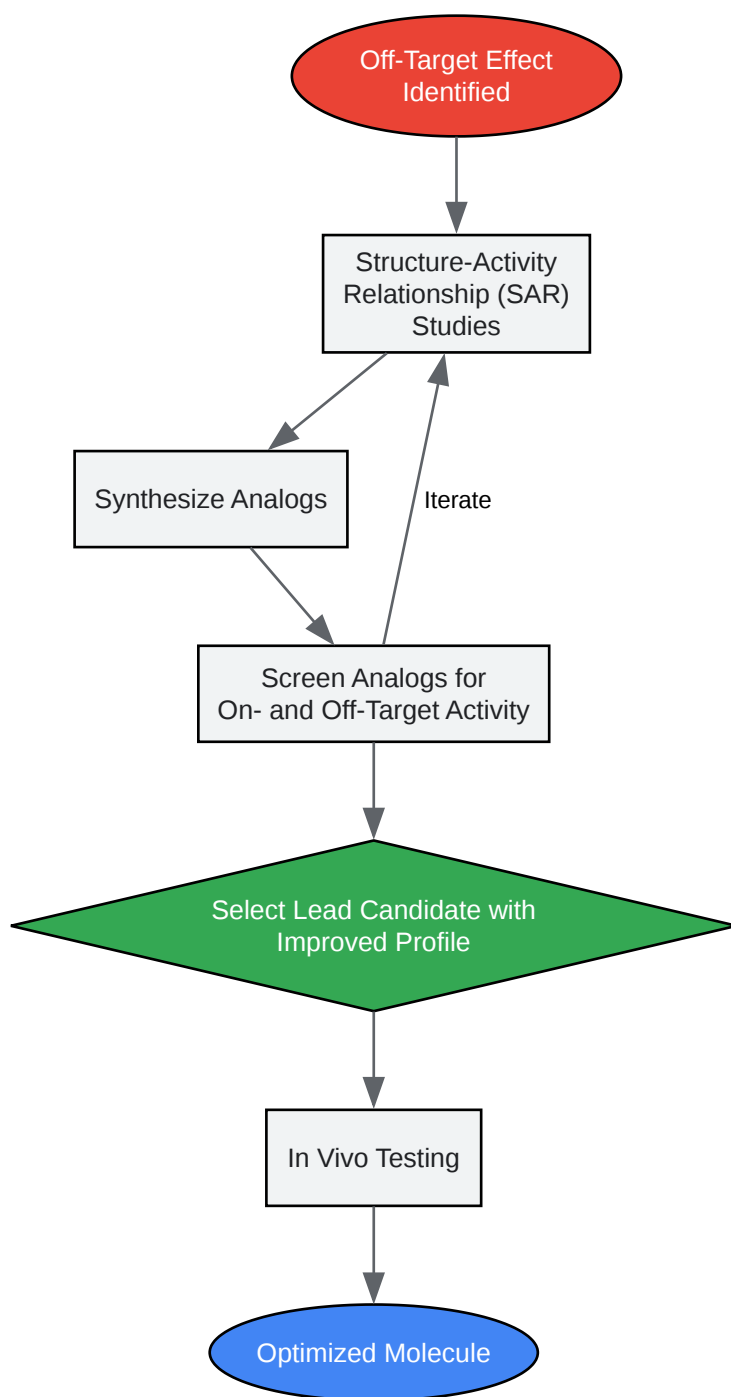 Off-Target Effect
Identified
Structure-Activity
Relationship (SAR)
Studies
Synthesize Analogs
Iterate
Screen Analogs for
On- and Off-Target Activity
Select Lead Candidate with
Improved Profile
In Vivo Testing
Optimized Molecule